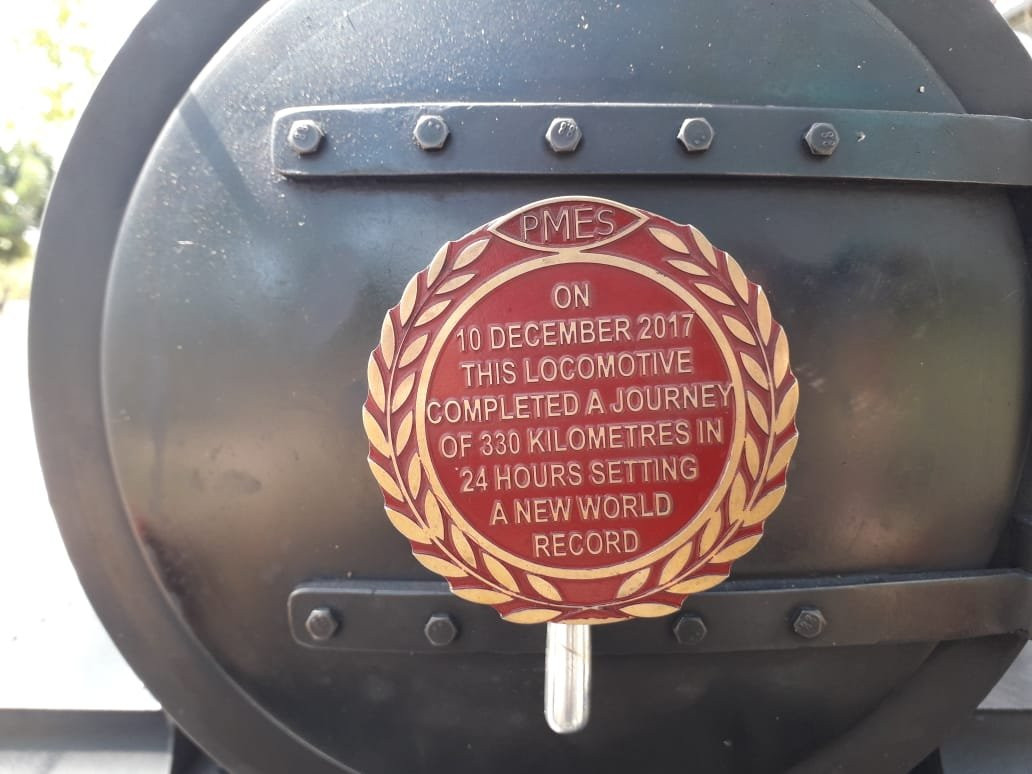 PMES
ON
10 DECEMBER 2017
THIS LOCOMOTIVE
COMPLETED A JOURNEY
OF 330 KILOMETRES IN
24 HOURS SETTING
A NEW WORLD
RECORD